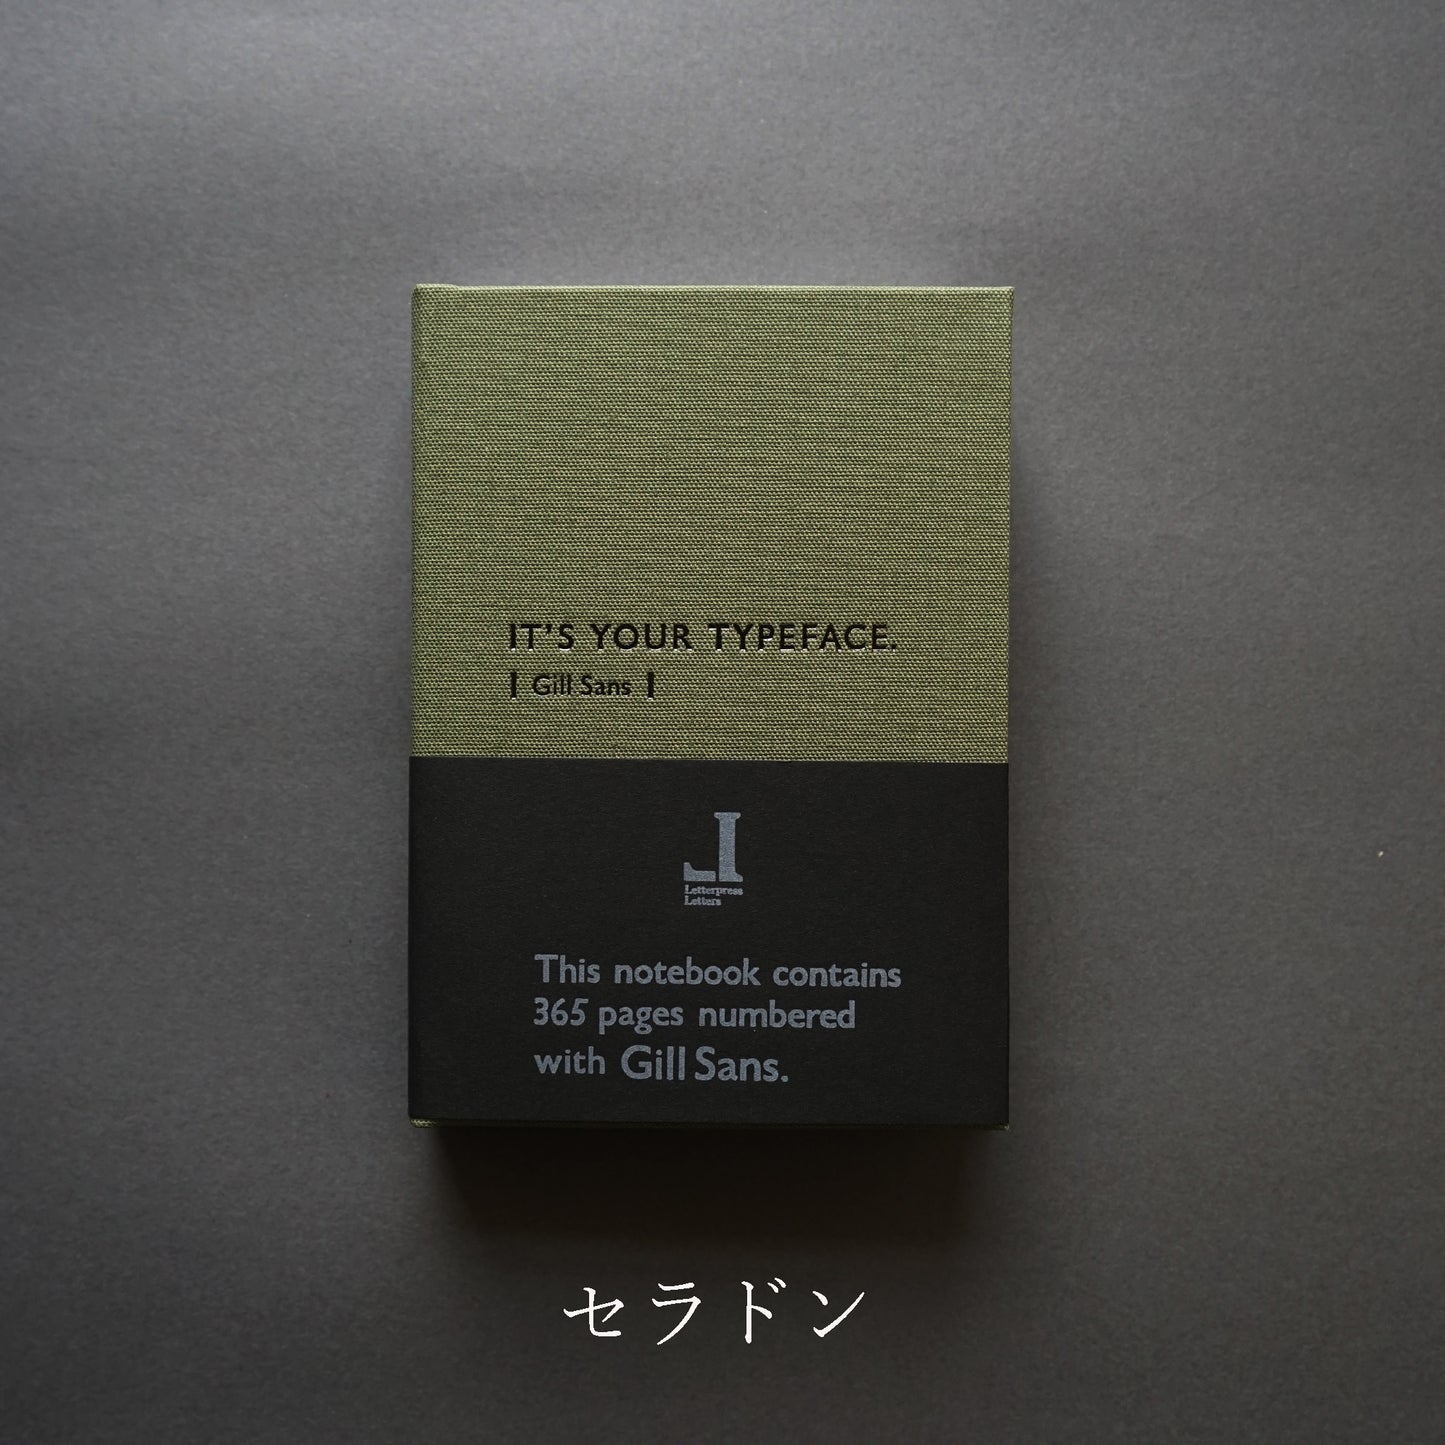 IT'S YOUR TYPEFACE.
[ Gill Sans ]
Letterpress
Letters
This notebook contains
365 pages numbered
with Gill Sans.
セラドン